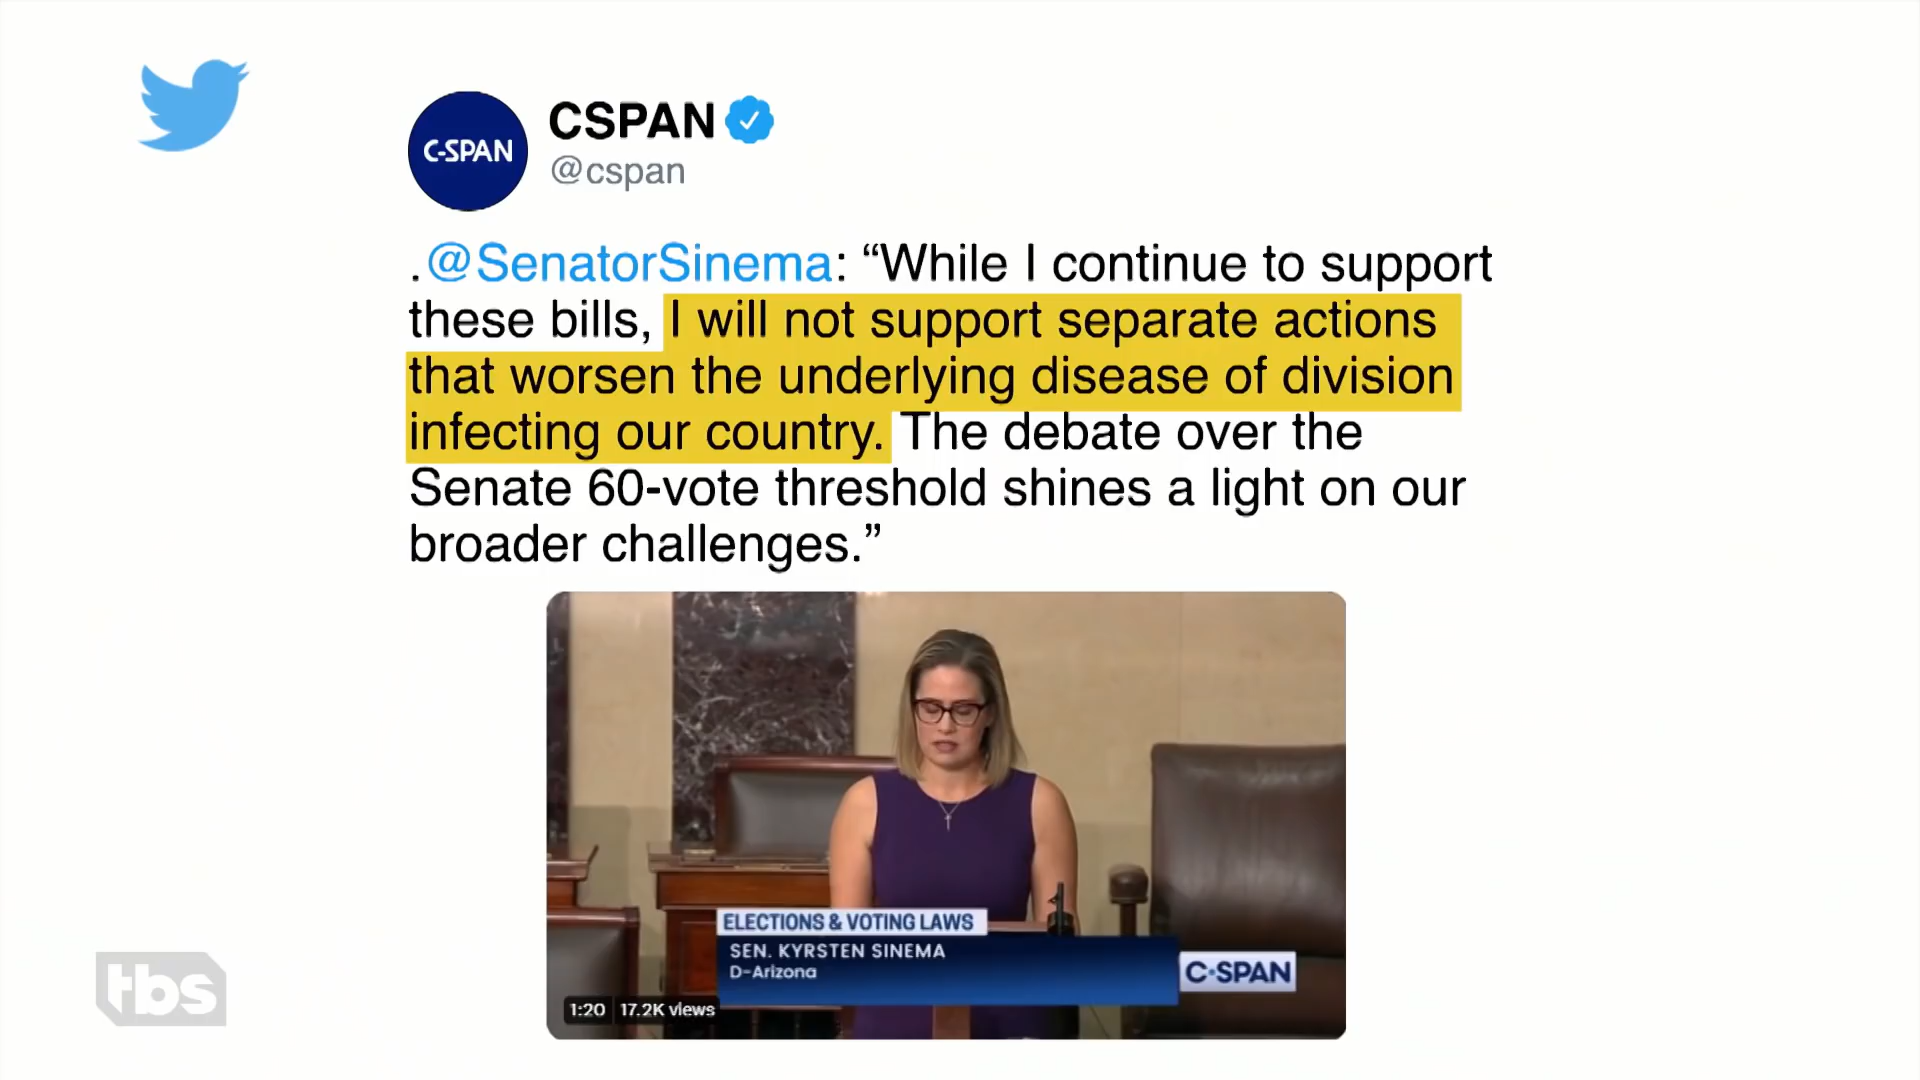 CSPAN
C-SPAN
@cspan
.@SenatorSinema: “While I continue to support
these bills, I will not support separate actions
that worsen the underlying disease of division
infecting our country. The debate over the
Senate 60-vote threshold shines a light on our
broader challenges.”
ELECTIONS & VOTING LAWS
SEN. KYRSTEN SINEMA
D-Arizona
C-SPAN
1:20 17.2K views
tbs